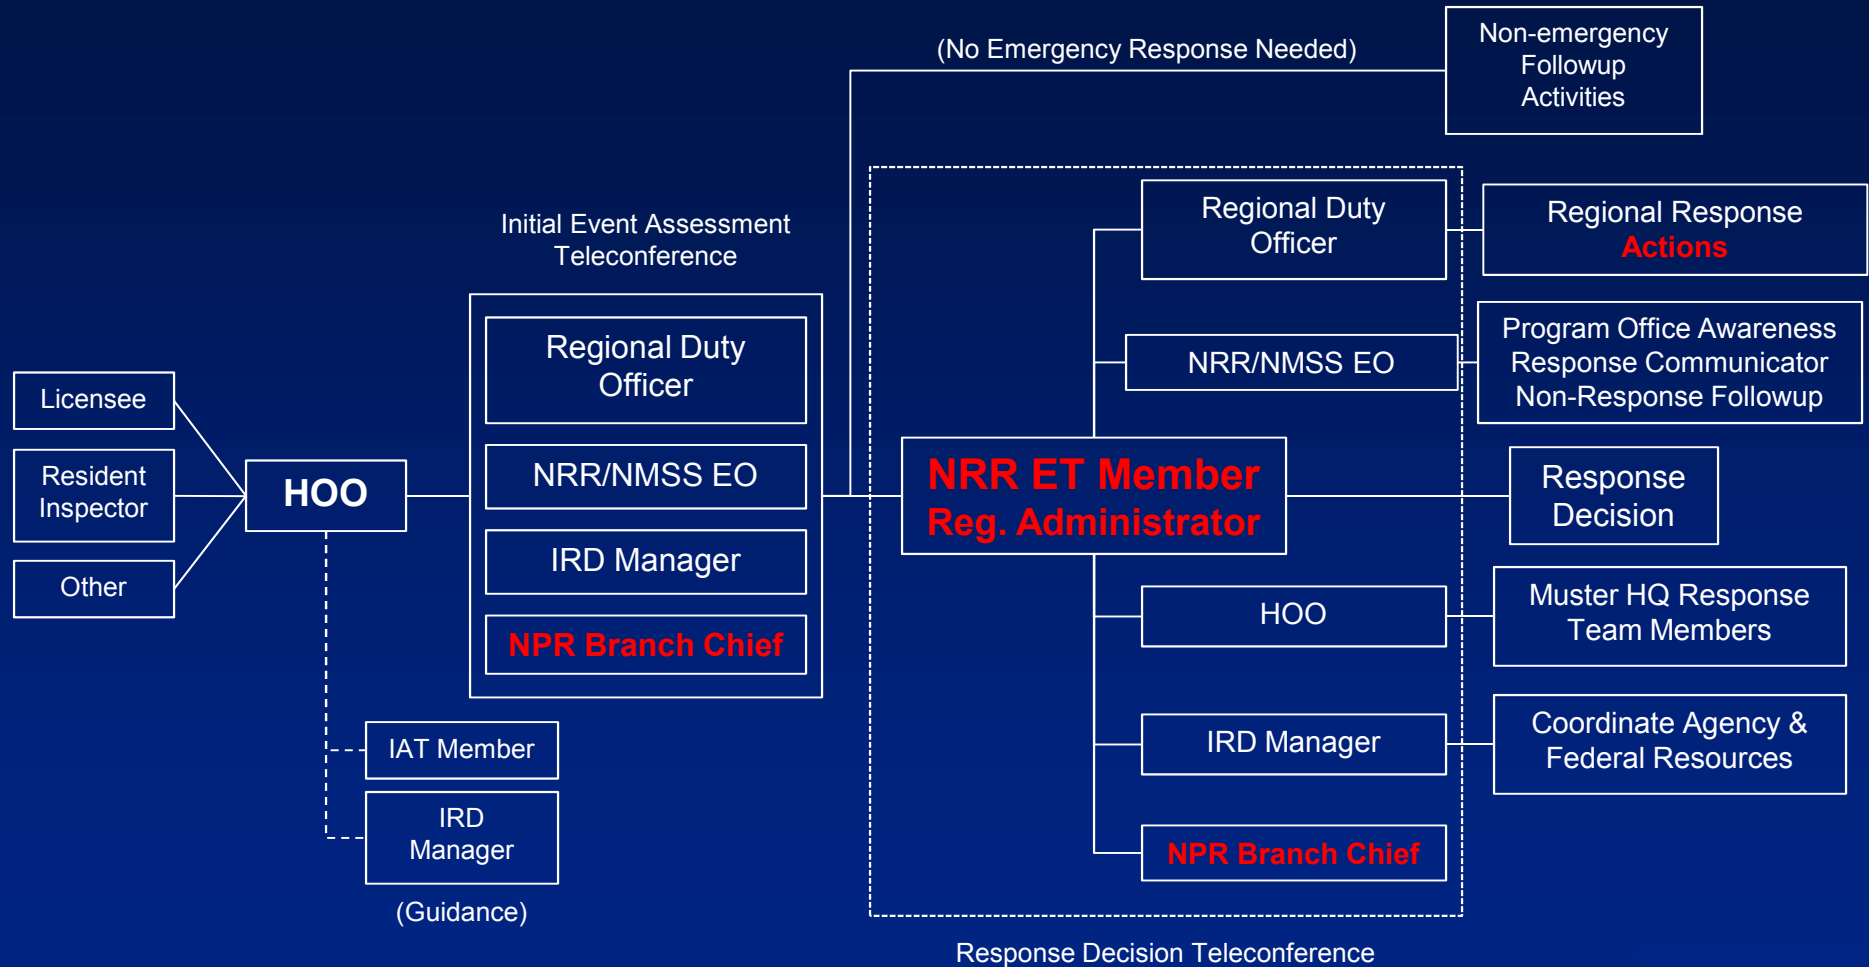 (No Emergency Response Needed)
Non-emergency
Followup
Activities
Initial Event Assessment
Teleconference
Regional Duty
Officer
NRR/NMSS EO
IRD Manager
NPR Branch Chief
Licensee
Resident
Inspector
Other
HOO
IAT Member
IRD
Manager
(Guidance)
Regional Duty
Officer
NRR/NMSS EO
NRR ET Member
Reg. Administrator
HOO
IRD Manager
NPR Branch Chief
Response Decision Teleconference
Regional Response
Actions
Program Office Awareness
Response Communicator
Non-Response Followup
Response
Decision
Muster HQ Response
Team Members
Coordinate Agency &
Federal Resources